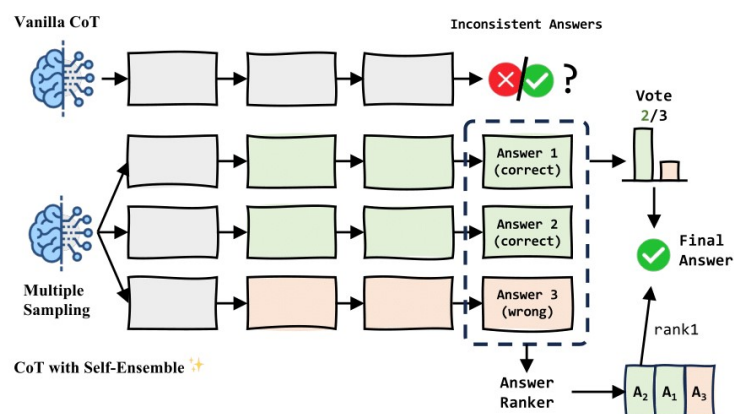 Vanilla CoT
Inconsistent Answers
?
Vote
2/3
Answer 1
(correct)
Answer 2
(correct)
Final
Answer
Multiple
Sampling
Answer 3
(wrong)
rank1
CoT with Self-Ensemble ✨
Answer
Ranker
A₂ A₁ A₃